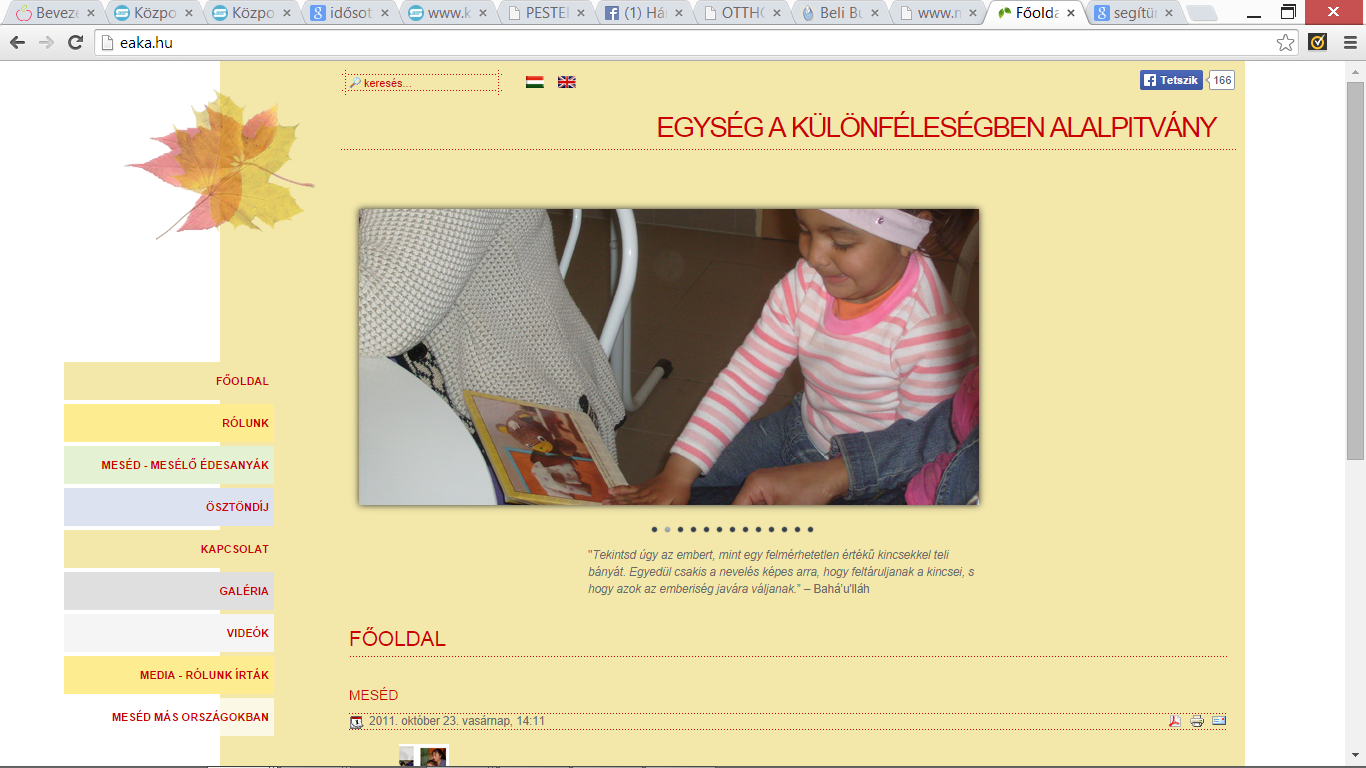 Beveze
Közpo
Közpo
idősot
www.k
PESTEI
(1) Há
OTTHO
Beli Bu
www.n
Főolda
segítür
eaka.hu
keresés...
Tetszik 166
EGYSÉG A KÜLÖNFÉLESÉGBEN ALALPITVÁNY
FŐOLDAL
RÓLUNK
MESÉD - MESÉLŐ ÉDESANYÁK
ÖSZTÖNDÍJ
KAPCSOLAT
GALÉRIA
VIDEÓK
MEDIA - RÓLUNK ÍRTÁK
MESÉD MÁS ORSZÁGOKBAN
"Tekintsd úgy az embert, mint egy felmérhetetlen értékű kincsekkel teli
bányát. Egyedül csakis a nevelés képes arra, hogy feltáruljanak a kincsei, s
hogy azok az emberiség javára váljanak." – Bahá'u'lláh
FŐOLDAL
MESÉD
2011. október 23. vasárnap, 14:11